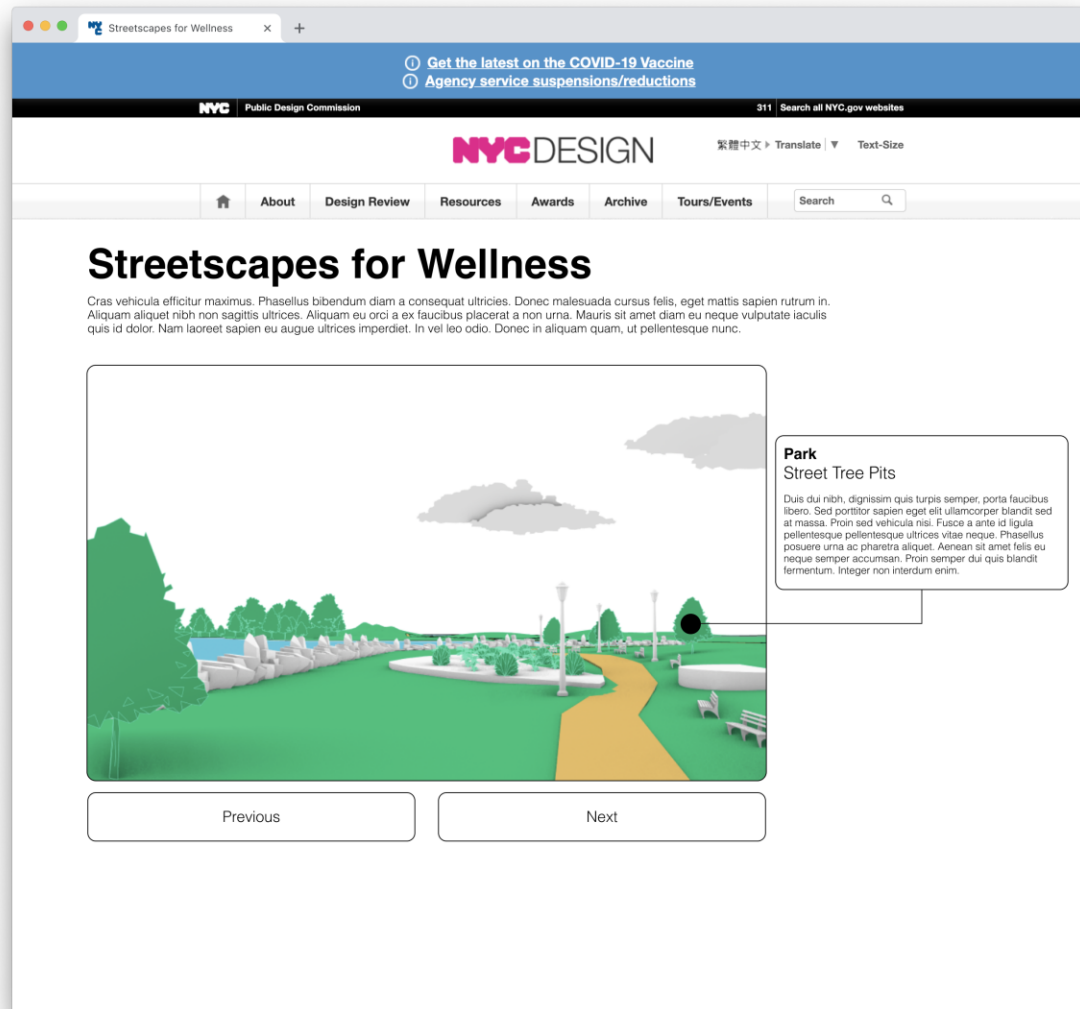 NYC
Streetscapes for Wellness
Get the latest on the COVID-19 Vaccine
Agency service suspensions/reductions
NYC Public Design Commission
311 Search all NYC.gov websites
NYCDESIGN
繁體中文 Translate Text-Size
About Design Review Resources Awards Archive Tours/Events Search
Streetscapes for Wellness
Cras vehicula efficitur maximus. Phasellus bibendum diam a consequat ultricies. Donec malesuada cursus felis, eget mattis sapien rutrum in.
Aliquam aliquet nibh non sagittis ultrices. Aliquam eu orci a ex faucibus placerat a non urna. Mauris sit amet diam eu neque vulputate iaculis
quis id dolor. Nam laoreet sapien eu augue ultrices imperdiet. In vel leo odio. Donec in aliquam quam, ut pellentesque nunc.
Park
Street Tree Pits
Duis dui nibh, dignissim quis turpis semper, porta faucibus
libero. Sed porttitor sapien eget elit ullamcorper blandit sed
at massa. Proin sed vehicula nisi. Fusce a ante id ligula
pellentesque pellentesque ultrices vitae neque. Phasellus
posuere urna ac pharetra aliquet. Aenean sit amet felis eu
neque semper accumsan. Proin semper dui quis blandit
fermentum. Integer non interdum enim.
Previous
Next